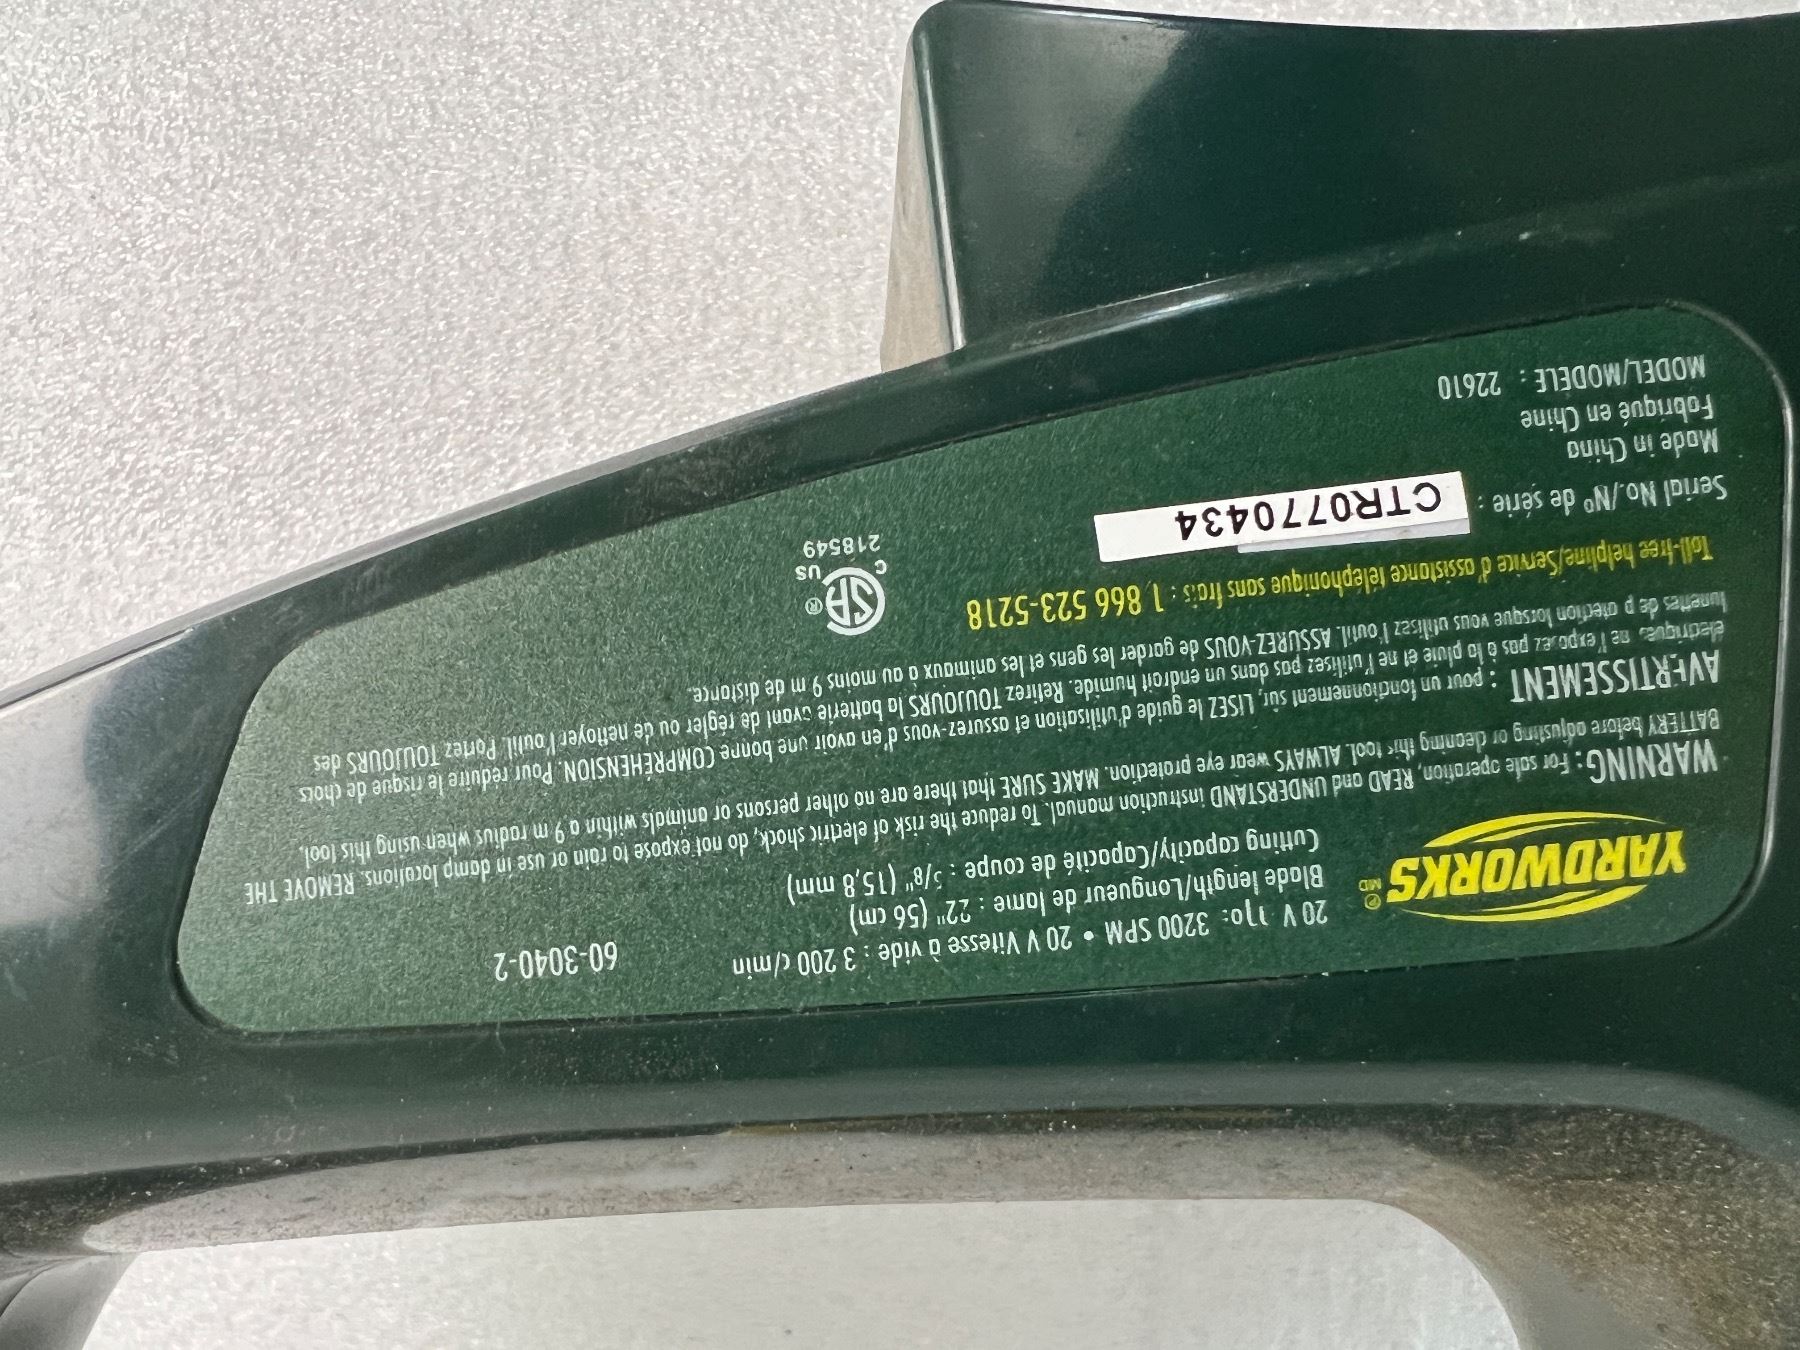 20 V 3200 SPM • 20 V Vitesse à vide : 3 200 c/min
60-3040-2
Blade length/Longueur de lame : 22" (56 cm)
Cutting capacity/Capacité de coupe : 5/8" (15,8 mm)
YARDWORKS
MD
WARNING: For safe operation, READ and UNDERSTAND instruction manual. To reduce the risk of electric shock, do not expose to rain or use in damp locations. REMOVE THE
BATTERY before adjusting or cleaning this tool. ALWAYS wear eye protection. MAKE SURE that there are no other persons or animals within a 9 m radius when using this tool.
AVERTISSEMENT : pour un fonctionnement sûr, LISEZ le guide d'utilisation et assurez-vous d'en avoir une bonne COMPRÉHENSION. Pour réduire le risque de chocs
électriques, ne l'exposez pas à la pluie et ne l'utilisez pas dans un endroit humide. Retirez TOUJOURS la batterie avant de régler ou de nettoyer l'outil. Portez TOUJOURS des
lunettes de protection lorsque vous utilisez l'outil. ASSUREZ-VOUS de garder les gens et les animaux à au moins 9 m de distance.
Toll-free helpline/Service d'assistance téléphonique sans frais : 1 866 523-5218
Serial No./Nº de série : CTR0770434
Made in China
Fabriqué en Chine
MODEL/MODÈLE : 22610
C SA ® US
218549